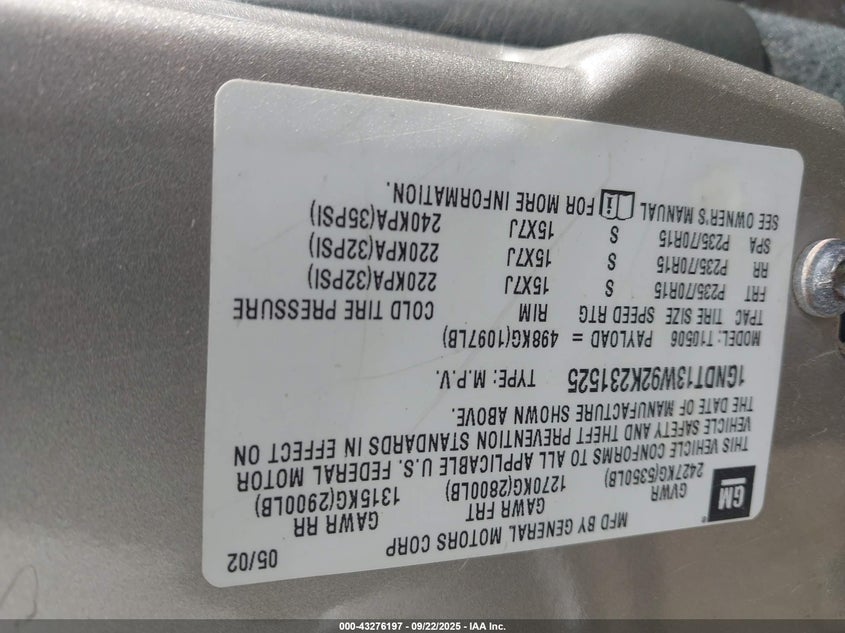 MFD BY GENERAL MOTORS CORP 05/02
GM
GVWR GAWR FRT GAWR RR
2427KG(5350LB) 1270KG(2800LB) 1315KG(2900LB)
THIS VEHICLE CONFORMS TO ALL APPLICABLE U.S. FEDERAL MOTOR
VEHICLE SAFETY AND THEFT PREVENTION STANDARDS IN EFFECT ON
THE DATE OF MANUFACTURE SHOWN ABOVE.
1GNDT13W92K231525 TYPE: M.P.V.
MODEL: T10506 PAYLOAD = 498KG(1097LB)
TPAC TIRE SIZE SPEED RTG RIM COLD TIRE PRESSURE
FRT P235/70R15 S 15X7J 220KPA(32PSI)
RR P235/70R15 S 15X7J 220KPA(32PSI)
SPA P235/70R15 S 15X7J 240KPA(35PSI)
SEE OWNER'S MANUAL FOR MORE INFORMATION.
000-43276197 - 09/22/2025 - IAA Inc.